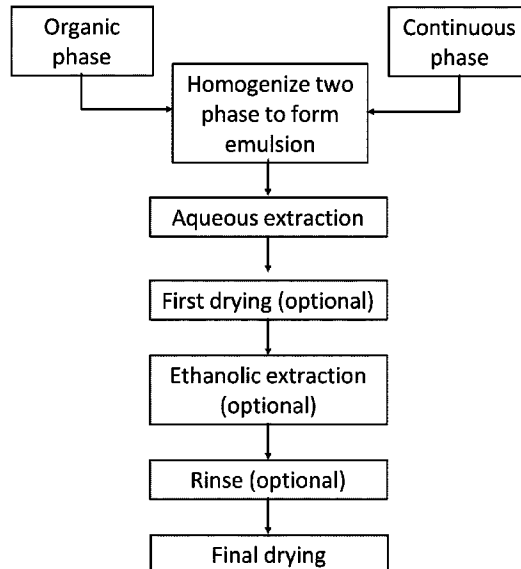 Organic
phase
Continuous
phase
Homogenize two
phase to form
emulsion
Aqueous extraction
First drying (optional)
Ethanolic extraction
(optional)
Rinse (optional)
Final drying